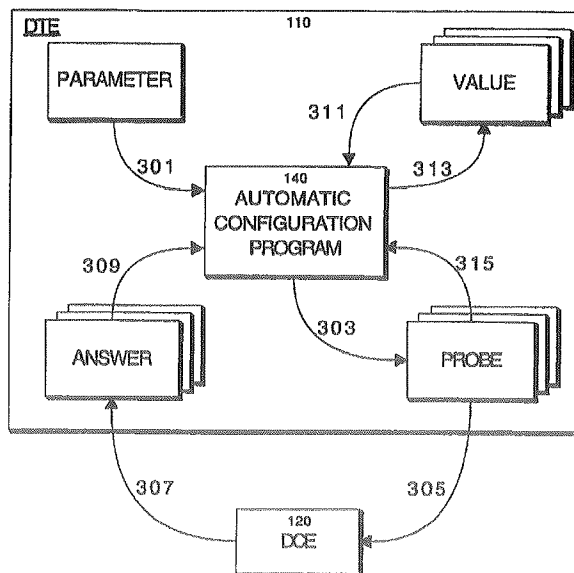 DTE
110
PARAMETER
VALUE
311
301
313
140
AUTOMATIC
CONFIGURATION
PROGRAM
309
315
303
ANSWER
PROBE
307
305
120
DCE